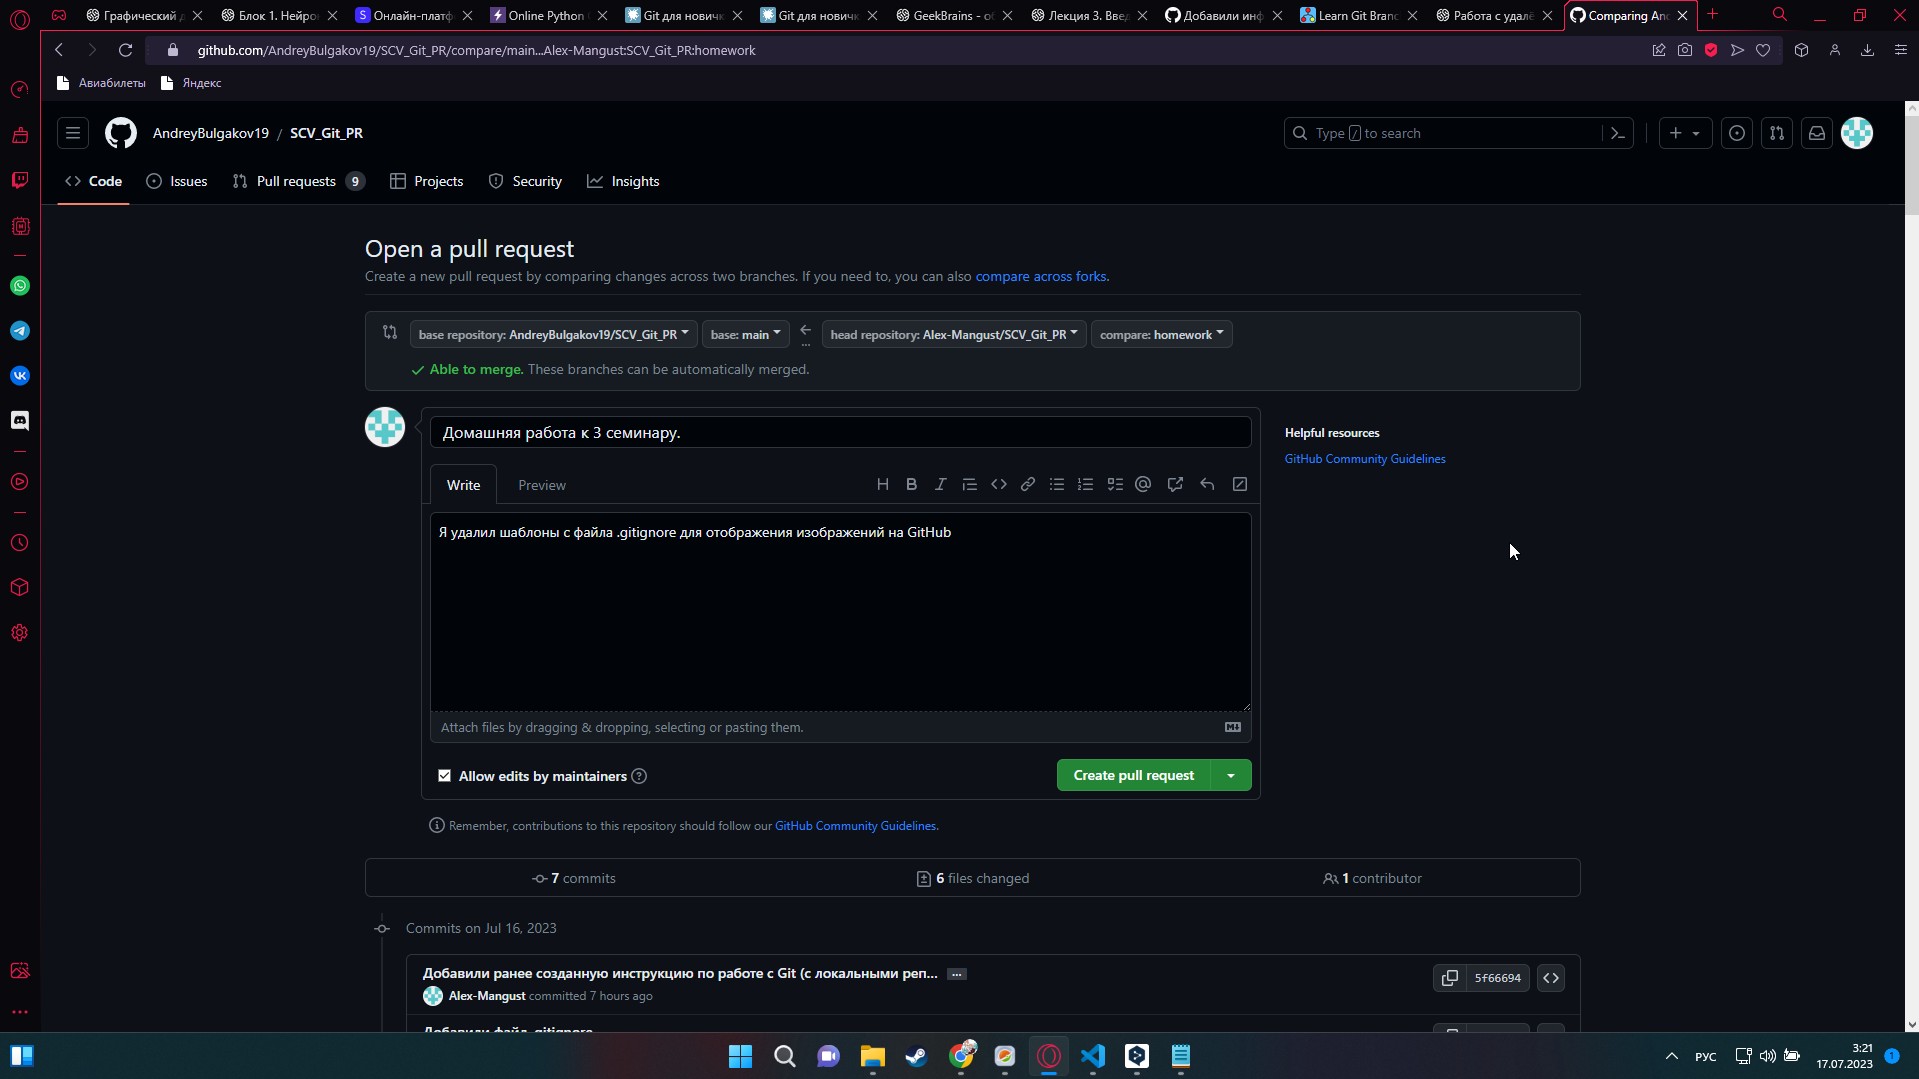 Графический д
Блок 1. Нейро
Онлайн-платф
Online Python
Git для новичк
Git для новичк
GeekBrains - о
Лекция 3. Вве
Добавили инф
Learn Git Branc
Работа с удал
Comparing And
github.com/AndreyBulgakov19/SCV_Git_PR/compare/main...Alex-Mangust:SCV_Git_PR:homework
Авиабилеты Яндекс
AndreyBulgakov19 / SCV_Git_PR
Type / to search
Code Issues Pull requests 9 Projects Security Insights
Open a pull request
Create a new pull request by comparing changes across two branches. If you need to, you can also compare across forks.
base repository: AndreyBulgakov19/SCV_Git_PR base: main head repository: Alex-Mangust/SCV_Git_PR compare: homework
Able to merge. These branches can be automatically merged.
Домашняя работа к 3 семинару.
Helpful resources
GitHub Community Guidelines
Write Preview
Я удалил шаблоны с файла .gitignore для отображения изображений на GitHub
Attach files by dragging & dropping, selecting or pasting them.
Allow edits by maintainers
Create pull request
Remember, contributions to this repository should follow our GitHub Community Guidelines.
7 commits 6 files changed 1 contributor
Commits on Jul 16, 2023
Добавили ранее созданную инструкцию по работе с Git (с локальными реп... …
5f66694
Alex-Mangust committed 7 hours ago
Добавили файл .gitignore
РУС
3:21
17.07.2023
1